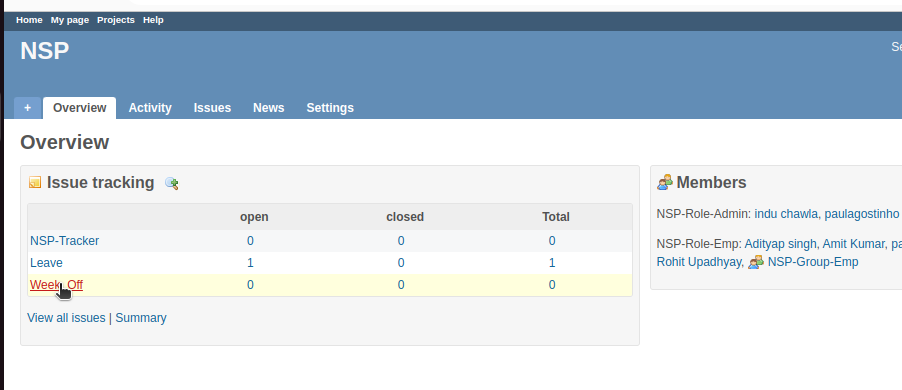 Home My page Projects Help
NSP
+ Overview Activity Issues News Settings
Overview
Issue tracking
open closed Total
NSP-Tracker 0 0 0
Leave 1 0 1
Week Off 0 0 0
View all issues | Summary
Members
NSP-Role-Admin: indu chawla, paulagostinho
NSP-Role-Emp: Adityap singh, Amit Kumar,
Rohit Upadhyay, NSP-Group-Emp